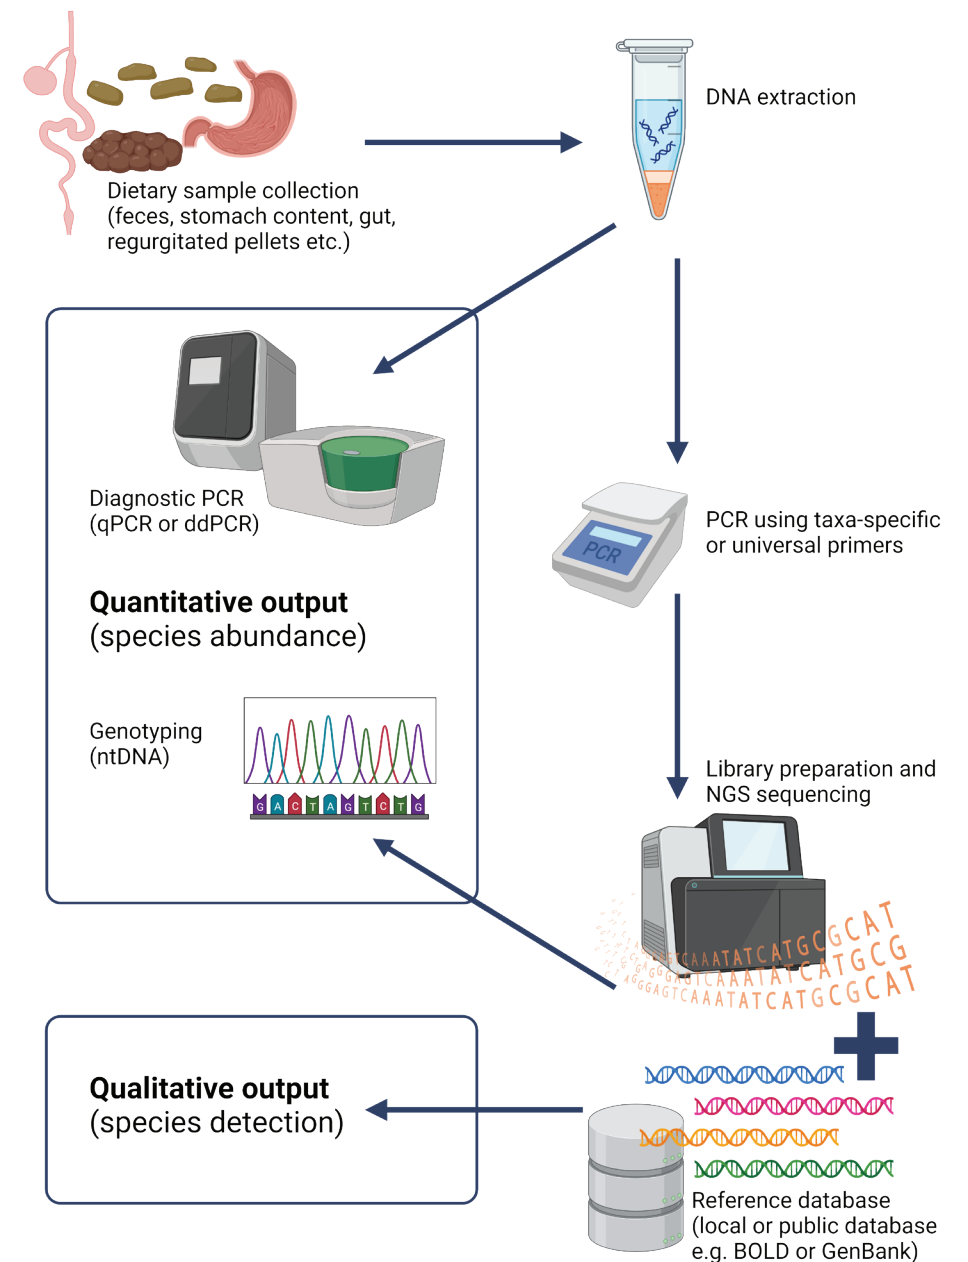 Dietary sample collection
(feces, stomach content, gut,
regurgitated pellets etc.)
DNA extraction
Diagnostic PCR
(qPCR or ddPCR)
Quantitative output
(species abundance)
Genotyping
(ntDNA)
G A C T A G T C T G
PCR
PCR using taxa-specific
or universal primers
Library preparation and
NGS sequencing
CAAATATCATGCGCAT
GAGTCAAATATCATGCG
GGGAGTCAAATATCATGCGCAT
Qualitative output
(species detection)
Reference database
(local or public database
e.g. BOLD or GenBank)